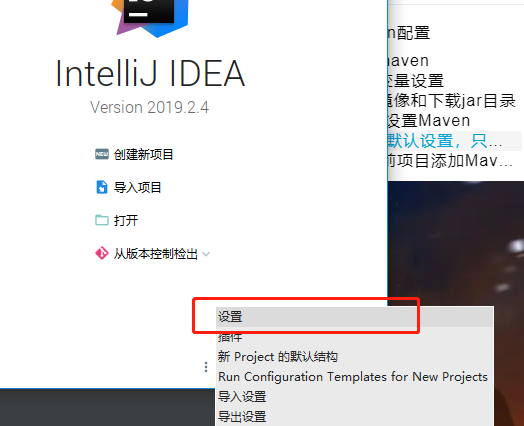 IntelliJ IDEA
Version 2019.2.4
NEW 创建新项目
导入项目
打开
从版本控制检出
设置
插件
新 Project 的默认结构
Run Configuration Templates for New Projects
导入设置
导出设置
n配置
maven
变量设置
镜像和下载jar目录
设置Maven
默认设置，只...
前项目添加Mav...